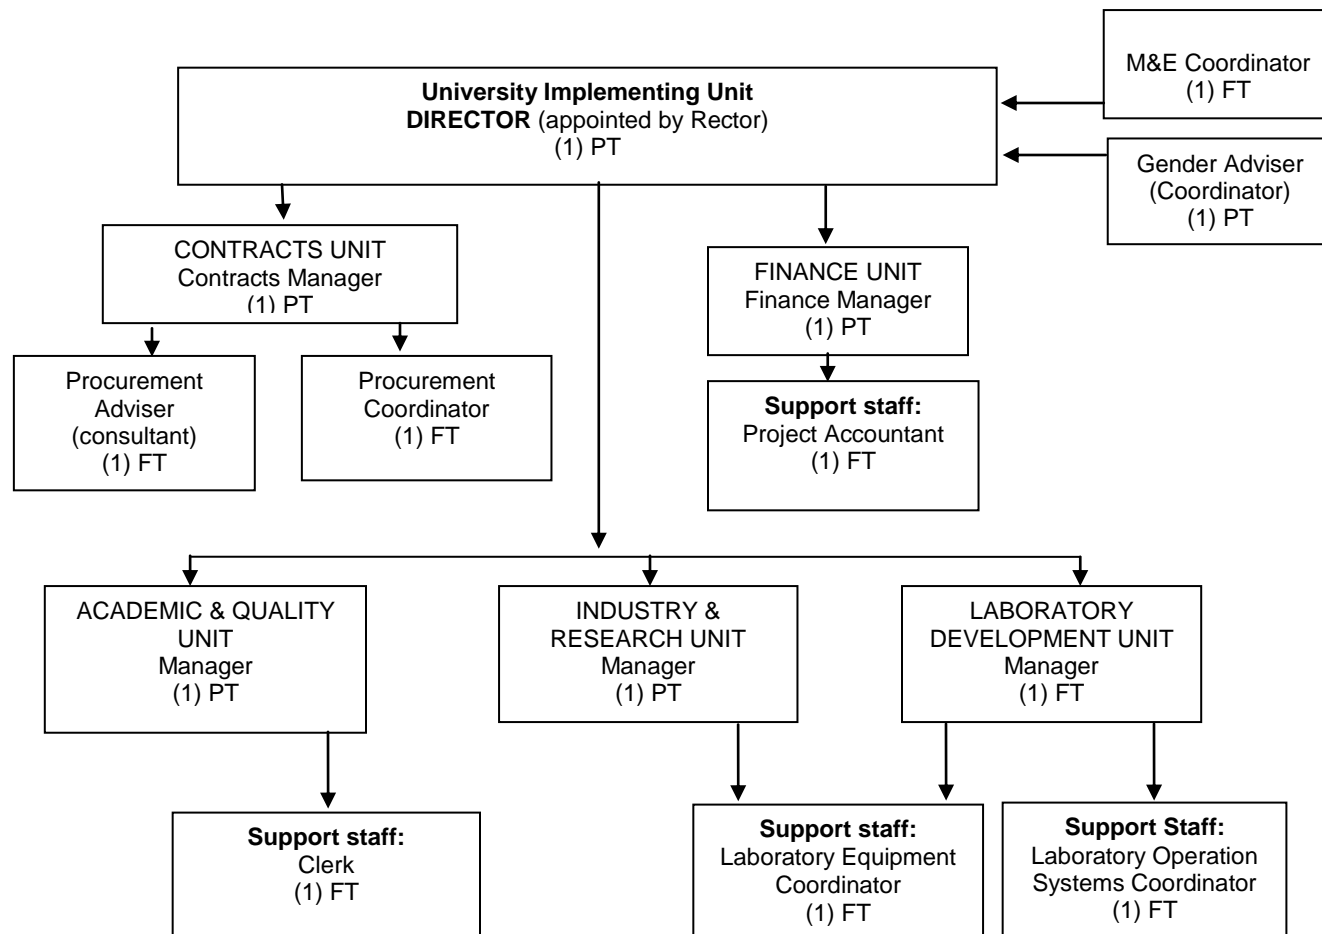 M&E Coordinator
(1) FT
University Implementing Unit
DIRECTOR (appointed by Rector)
(1) PT
Gender Adviser
(Coordinator)
(1) PT
CONTRACTS UNIT
Contracts Manager
(1) PT
FINANCE UNIT
Finance Manager
(1) PT
Procurement
Adviser
(consultant)
(1) FT
Procurement
Coordinator
(1) FT
Support staff:
Project Accountant
(1) FT
ACADEMIC & QUALITY
UNIT
Manager
(1) PT
INDUSTRY &
RESEARCH UNIT
Manager
(1) PT
LABORATORY
DEVELOPMENT UNIT
Manager
(1) FT
Support staff:
Clerk
(1) FT
Support staff:
Laboratory Equipment
Coordinator
(1) FT
Support Staff:
Laboratory Operation
Systems Coordinator
(1) FT